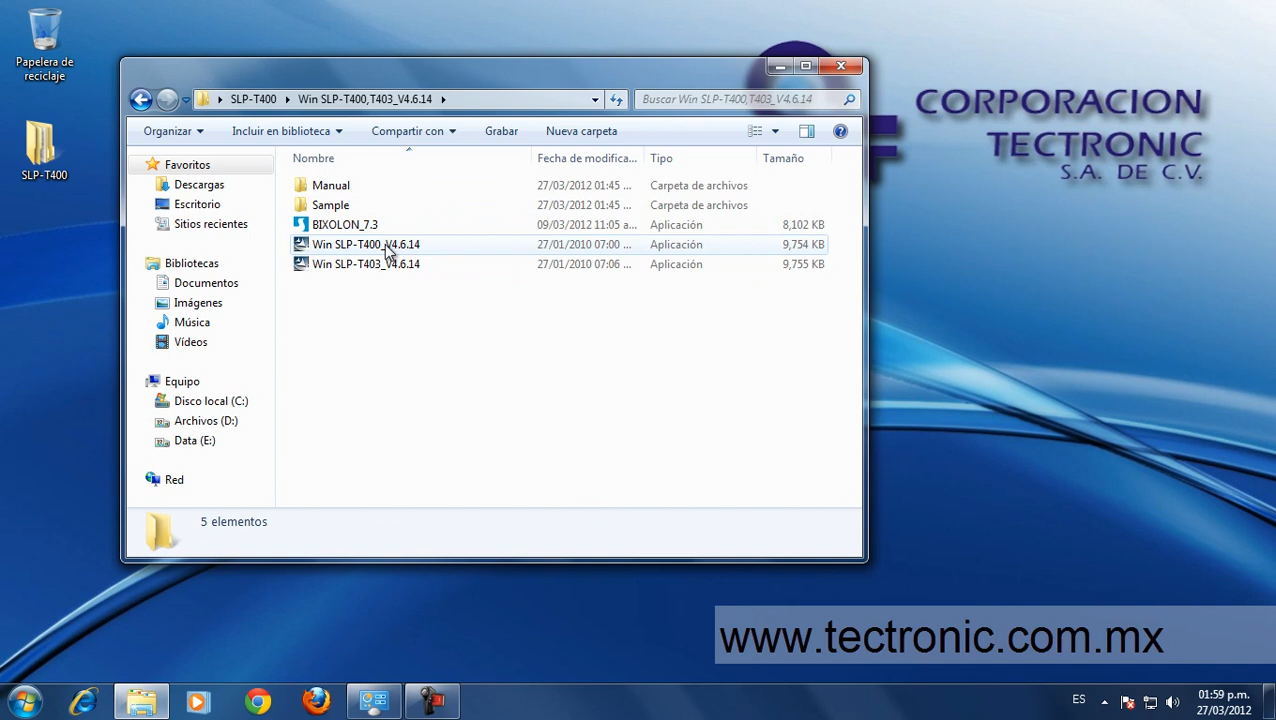 Papelera de
reciclaje
SLP-T400
CORPORACION
TECTRONIC
S.A. DE C.V.
SLP-T400 Win SLP-T400,T403_V4.6.14
Buscar Win SLP-T400,T403_V4.6.14
Organizar Incluir en biblioteca Compartir con Grabar Nueva carpeta
Nombre Fecha de modifica... Tipo Tamaño
Manual 27/03/2012 01:45 ... Carpeta de archivos
Sample 27/03/2012 01:45 ... Carpeta de archivos
BIXOLON_7.3 09/03/2012 11:05 a... Aplicación 8,102 KB
Win SLP-T400_V4.6.14 27/01/2010 07:00 ... Aplicación 9,754 KB
Win SLP-T403_V4.6.14 27/01/2010 07:06 ... Aplicación 9,755 KB
Favoritos
Descargas
Escritorio
Sitios recientes
Bibliotecas
Documentos
Imágenes
Música
Vídeos
Equipo
Disco local (C:)
Archivos (D:)
Data (E:)
Red
5 elementos
www.tectronic.com.mx
ES
01:59 p.m.
27/03/2012